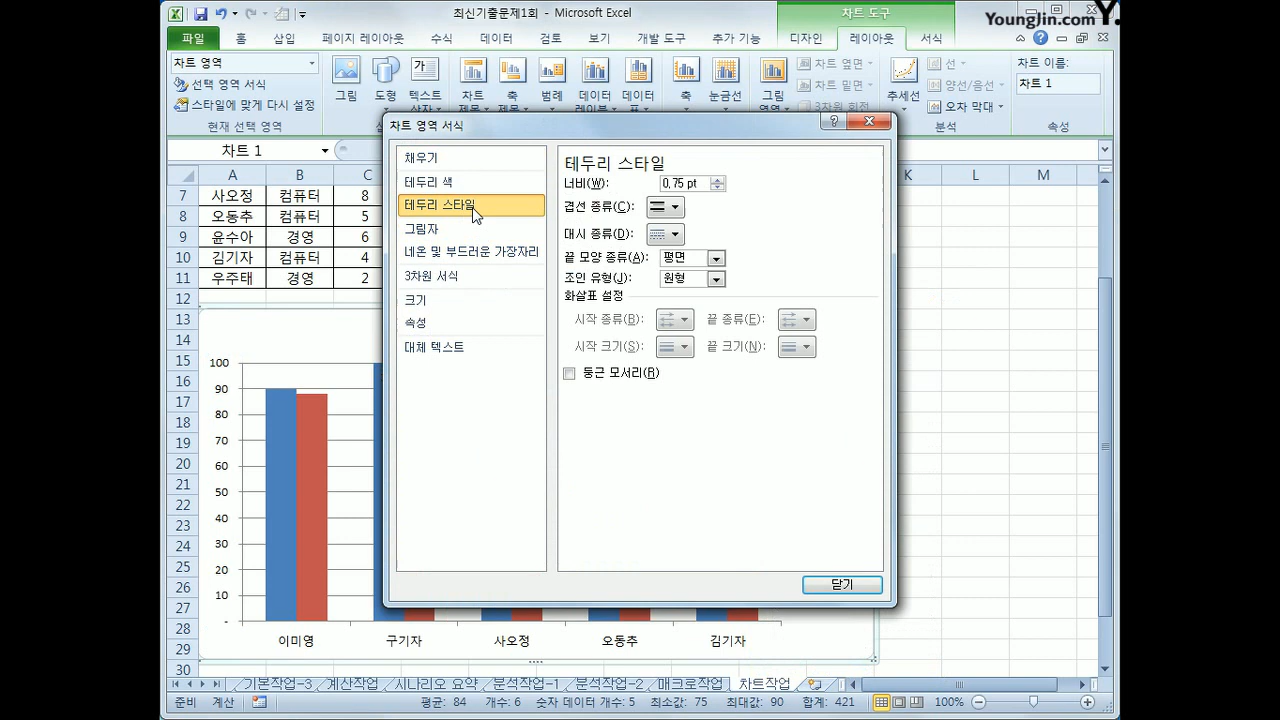 최신기출문제1회 - Microsoft Excel
차트 도구
YoungJin.com Y.
파일 홈 삽입 페이지 레이아웃 수식 데이터 검토 보기 개발 도구 추가 기능 디자인 레이아웃 서식
차트 영역
선택 영역 서식
스타일에 맞게 다시 설정
현재 선택 영역
그림 도형 텍스트
차트 축 범례 데이터 데이터
축 눈금선 그림
차트 옆면
차트 밑면
3차원 회전
추세선
선
양선/음선
오차 막대
분석
차트 이름:
차트 1
속성
차트 1
A B C K L M
7 사오정 컴퓨터 8
8 오동추 컴퓨터 5
9 윤수아 경영 6
10 김기자 컴퓨터 4
11 우주태 경영 2
12
13
14
15
16
17
18
19
20
21
22
23
24
25
26
27
28
29
30
100
90
80
70
60
50
40
30
20
10
-
이미영 구기자 사오정 오동추 김기자
차트 영역 서식
채우기
테두리 색
테두리 스타일
그림자
네온 및 부드러운 가장자리
3차원 서식
크기
속성
대체 텍스트
테두리 스타일
너비(W): 0.75 pt
겹선 종류(C):
대시 종류(D):
끝 모양 종류(A): 평면
조인 유형(J): 원형
화살표 설정
시작 종류(B): 끝 종류(E):
시작 크기(S): 끝 크기(N):
둥근 모서리(R)
닫기
기본작업-3 계산작업 시나리오 요약 분석작업-1 분석작업-2 매크로작업 차트작업
준비 계산 평균: 84 개수: 6 숫자 데이터 개수: 5 최소값: 75 최대값: 90 합계: 421 100%